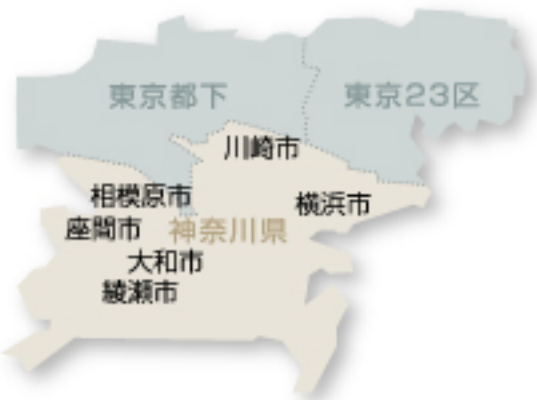 東京都下
東京23区
川崎市
相模原市
横浜市
座間市
神奈川県
大和市
綾瀬市